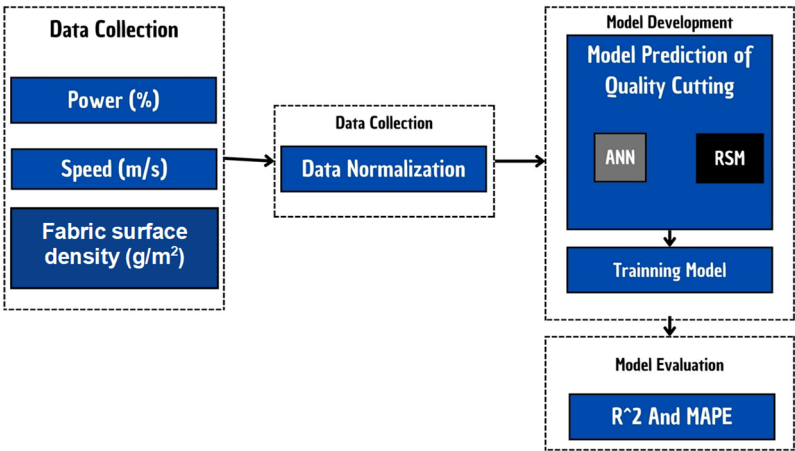 Data Collection
Power (%)
Speed (m/s)
Fabric surface
density (g/m²)
Data Collection
Data Normalization
Model Development
Model Prediction of
Quality Cutting
ANN
RSM
Trainning Model
Model Evaluation
R^2 And MAPE